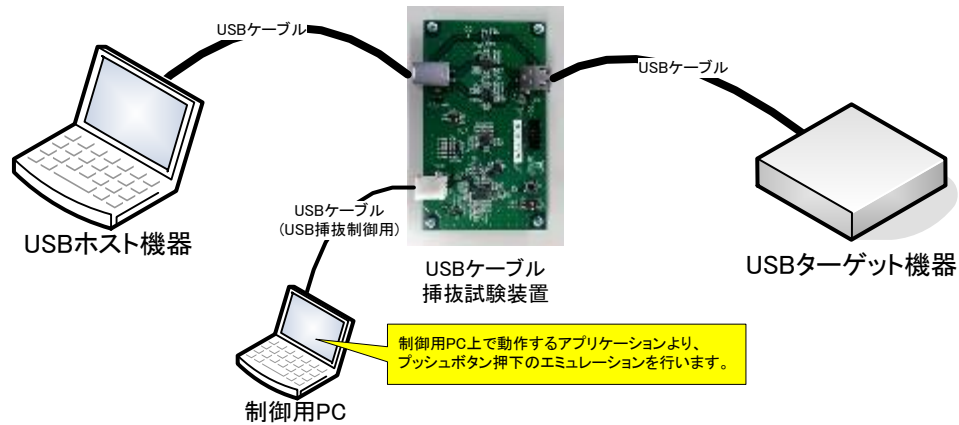 USBケーブル
USBケーブル
USBケーブル
(USB挿抜制御用)
USBホスト機器
USBケーブル
挿抜試験装置
USBターゲット機器
制御用PC上で動作するアプリケーションより、
プッシュボタン押下のエミュレーションを行います。
制御用PC